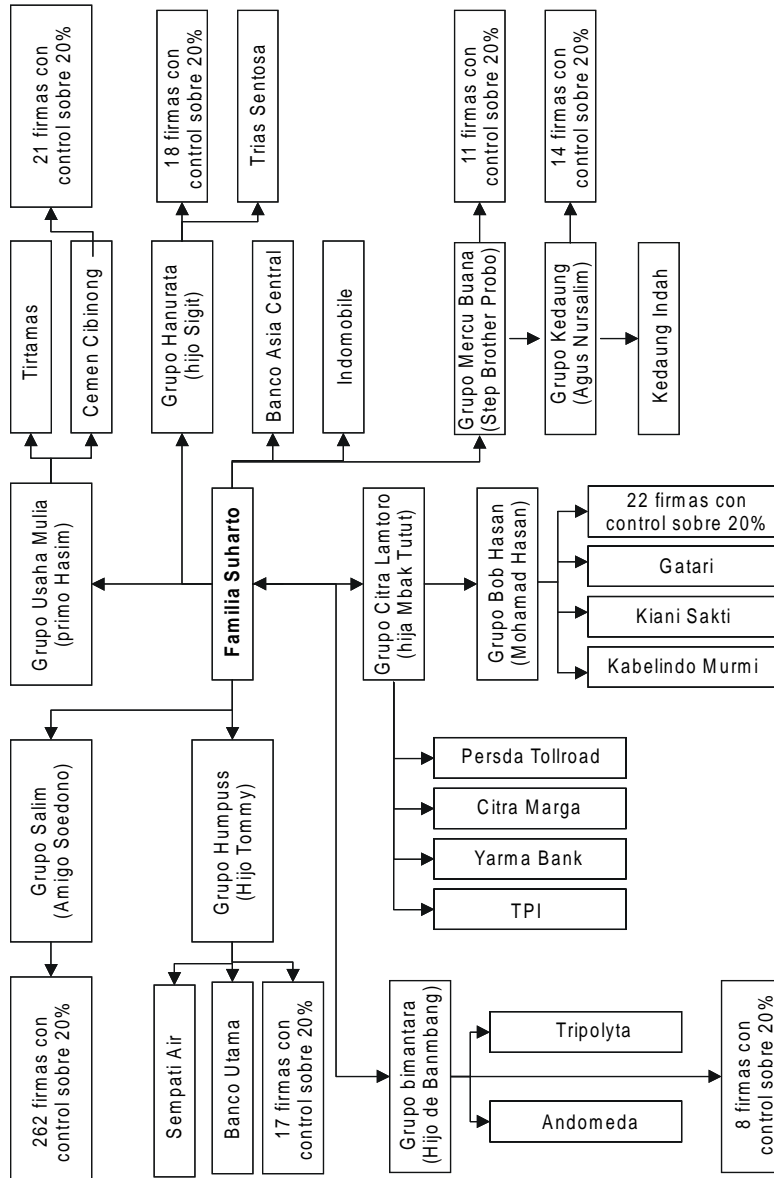 21 firmas con
control sobre 20%
18 firmas con
control sobre 20%
Trias Sentosa
11 firmas con
control sobre 20%
14 firmas con
control sobre 20%
Tirtamas
Cemen Cibinong
Grupo Hanurata
(hijo Sigit)
Banco Asia Central
Indomobile
Grupo Mercu Buana
(Step Brother Probo)
Grupo Kedaung
(Agus Nursalim)
Kedaung Indah
Grupo Usaha Mulia
(primo Hasim)
Familia Suharto
Grupo Citra Lamtoro
(hija Mbak Tutut)
Grupo Bob Hasan
(Mohamad Hasan)
22 firmas con
control sobre 20%
Gatari
Kiani Sakti
Kabelindo Murmi
Grupo Salim
(Amigo Soedono)
Grupo Humpuss
(Hijo Tommy)
Persda Tollroad
Citra Marga
Yarma Bank
TPI
262 firmas con
control sobre 20%
Sempati Air
Banco Utama
17 firmas con
control sobre 20%
Grupo bimantara
(Hijo de Banmbang)
Tripolyta
Andomeda
8 firmas con
control sobre 20%